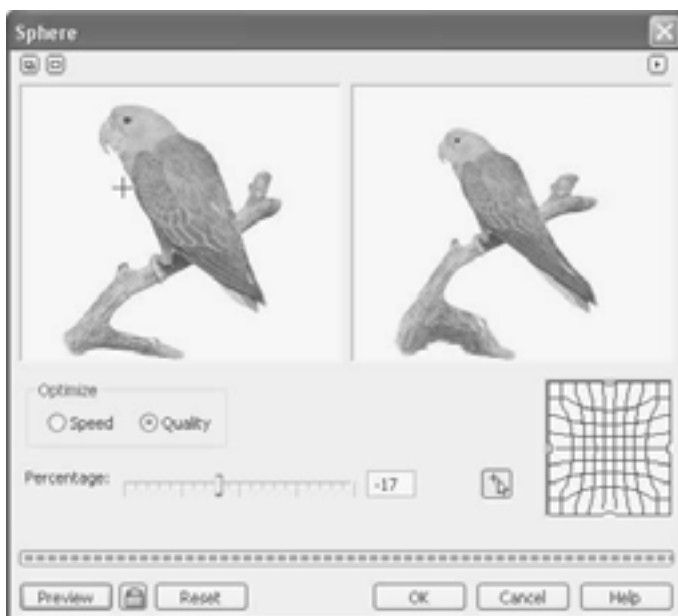 Sphere
Optimize
Speed
Quality
Percentage:
-17
Preview
Reset
OK
Cancel
Help